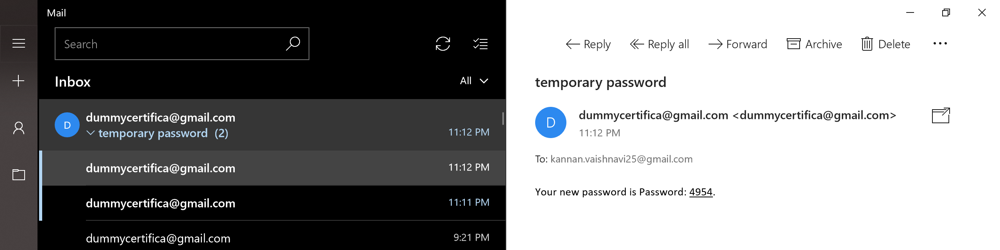 Mail
Search
Inbox
All
D
dummycertifica@gmail.com
temporary password (2)
11:12 PM
dummycertifica@gmail.com
11:12 PM
dummycertifica@gmail.com
11:11 PM
dummycertifica@gmail.com
9:21 PM
Reply
Reply all
Forward
Archive
Delete
temporary password
D
dummycertifica@gmail.com <dummycertifica@gmail.com>
11:12 PM
To: kannan.vaishnavi25@gmail.com
Your new password is Password: 4954.